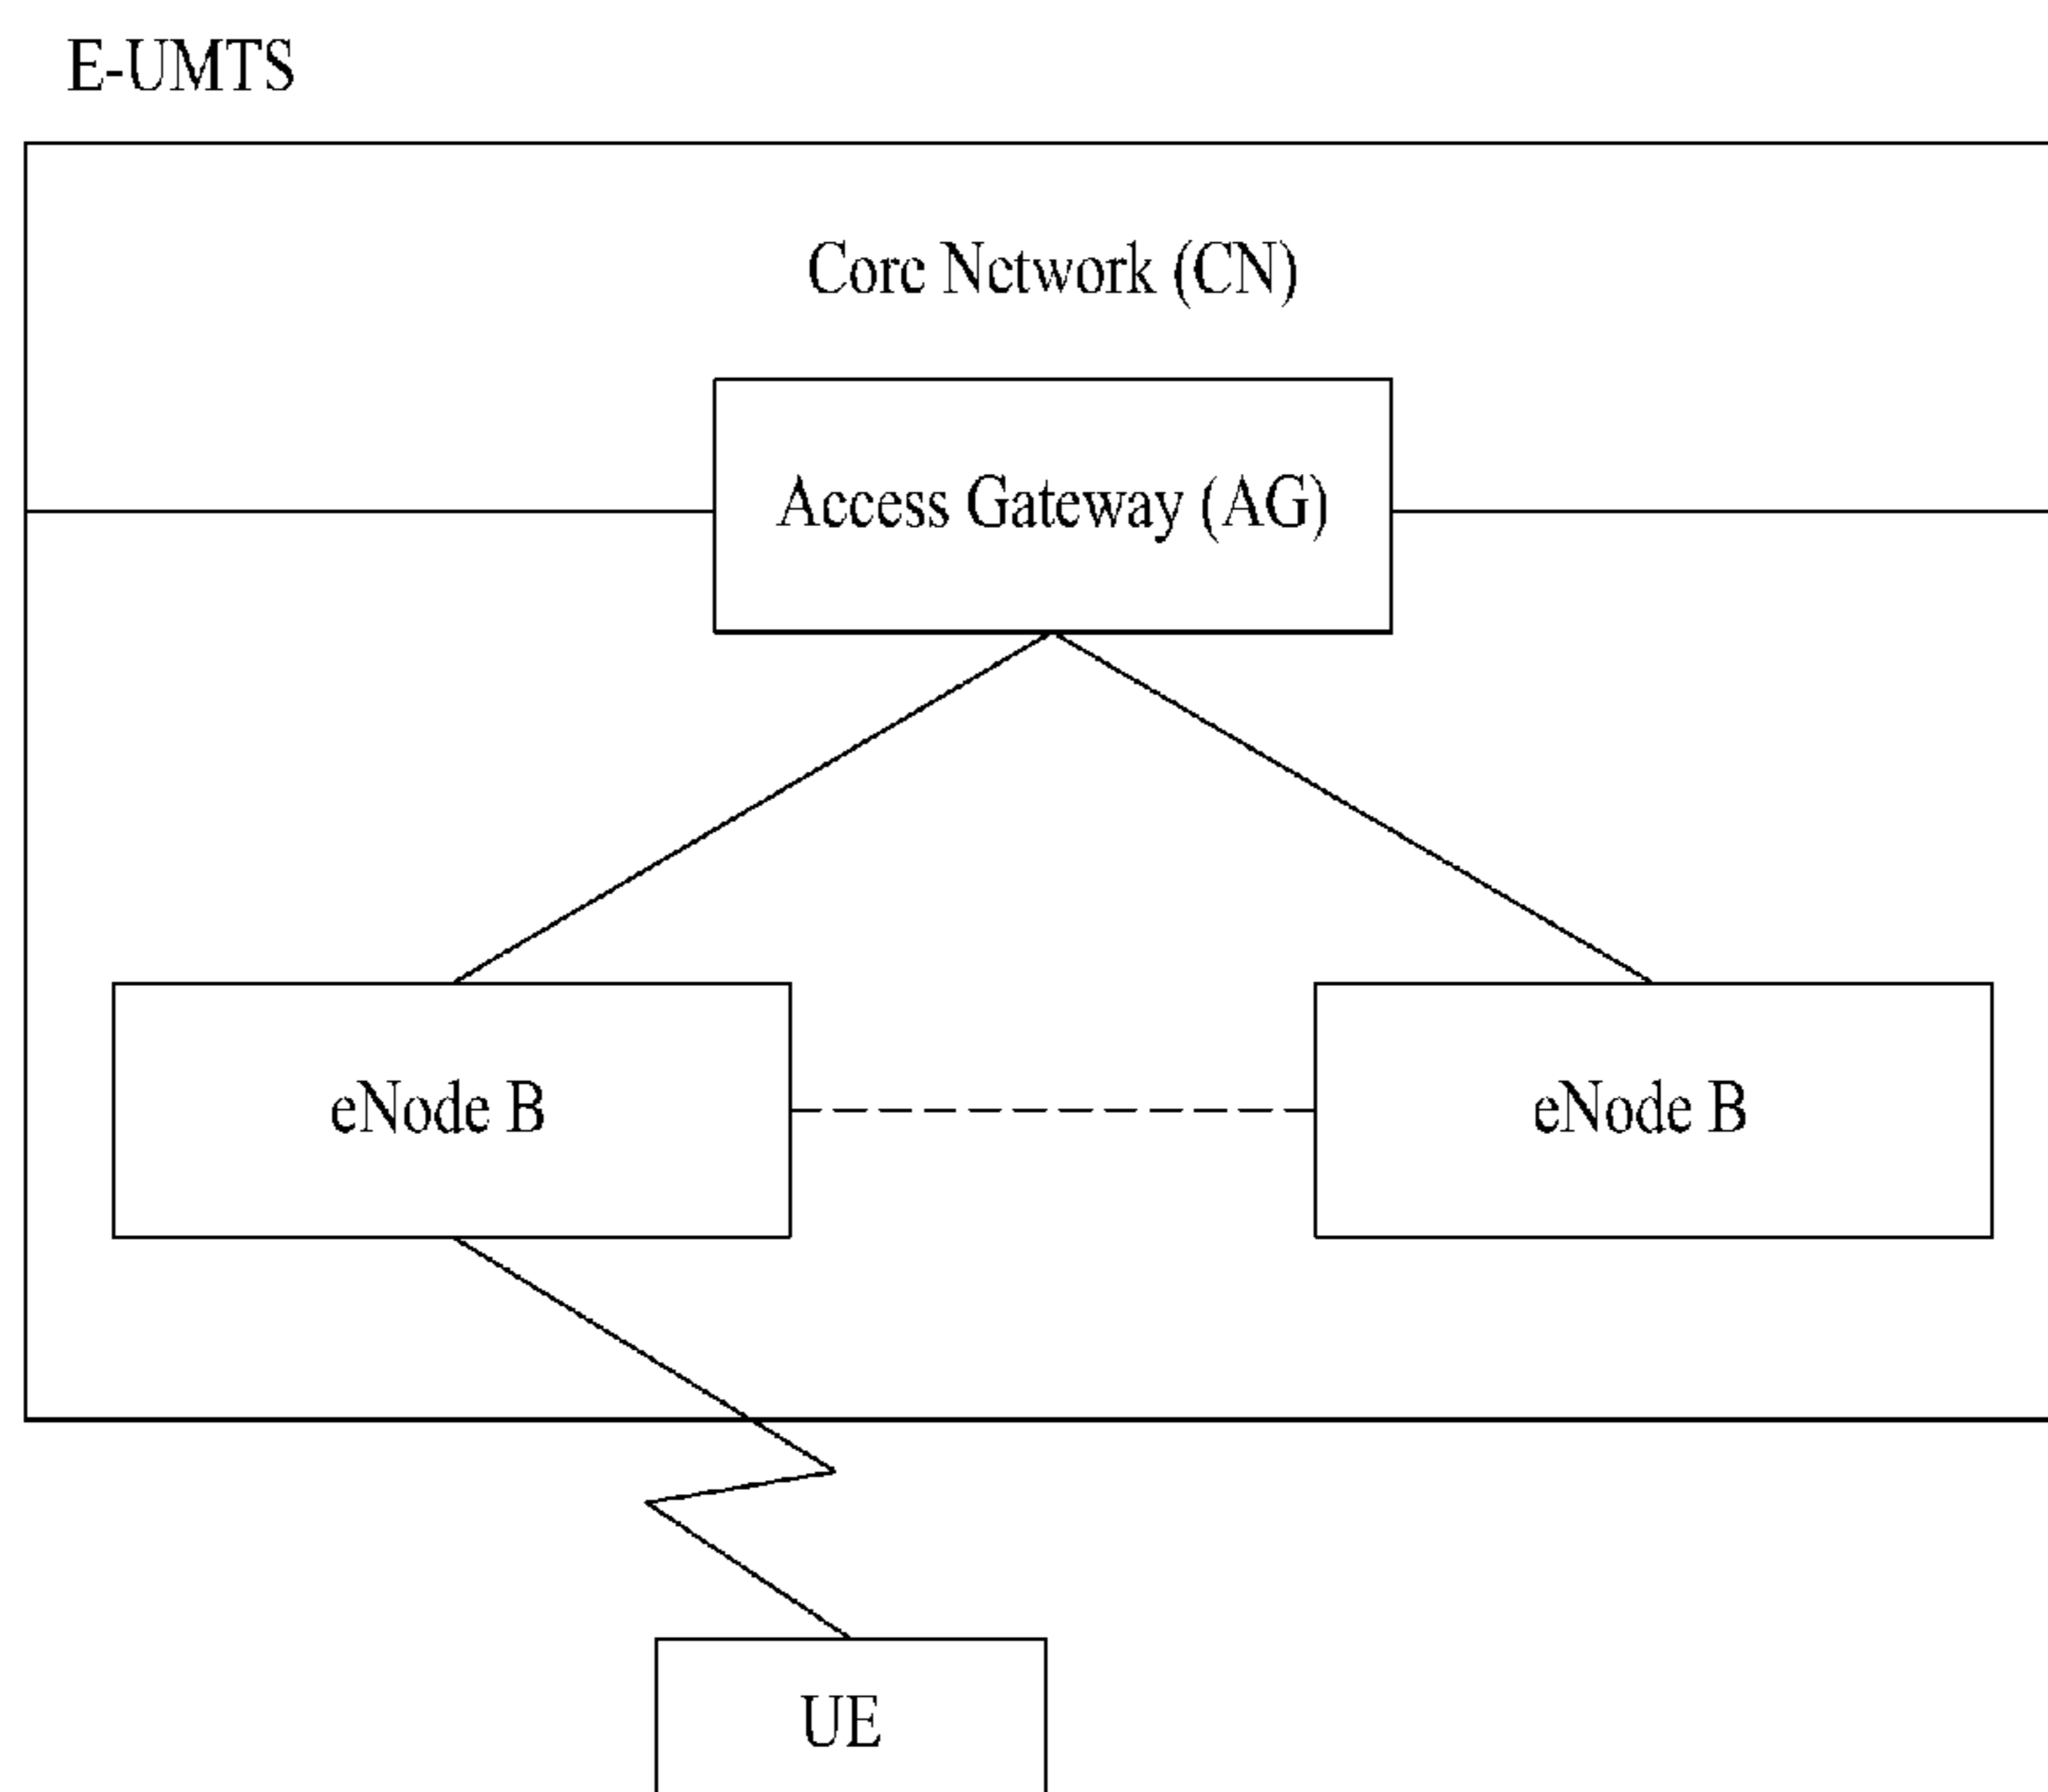 E-UMTS
Core Network (CN)
Access Gateway (AG)
eNode B
eNode B
UE